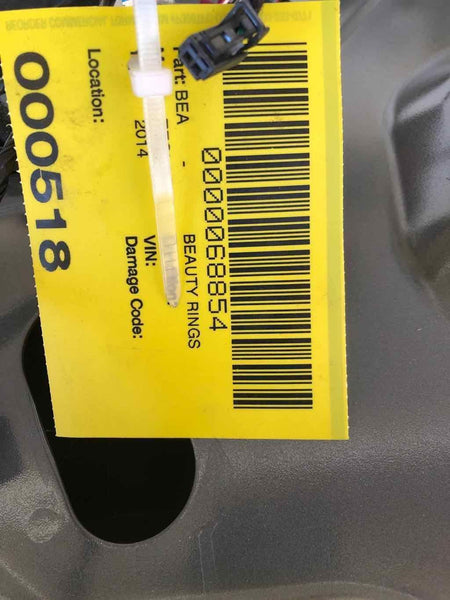 0000068854
Part: BEA - BEAUTY RINGS
2014
VIN:
Damage Code:
Location:
000518